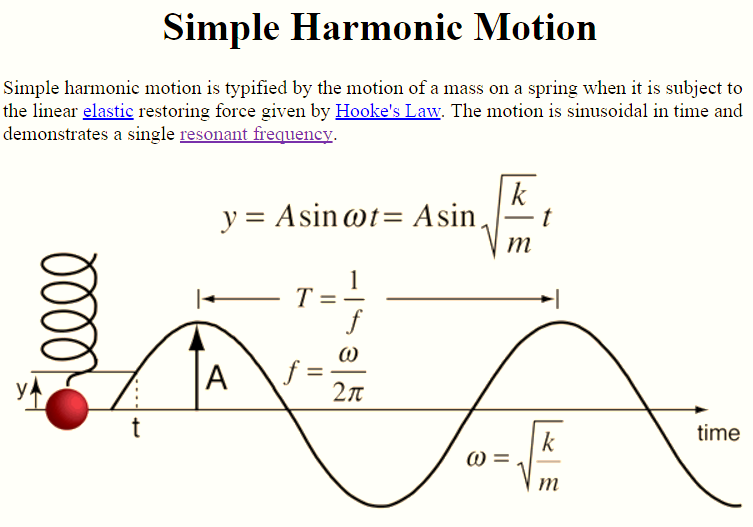 Simple Harmonic Motion
Simple harmonic motion is typified by the motion of a mass on a spring when it is subject to
the linear elastic restoring force given by Hooke's Law. The motion is sinusoidal in time and
demonstrates a single resonant frequency.
y = A sin ωt = A sin √(k/m) t
T = 1/f
f = ω/2π
A
y
t
time
ω = √(k/m)